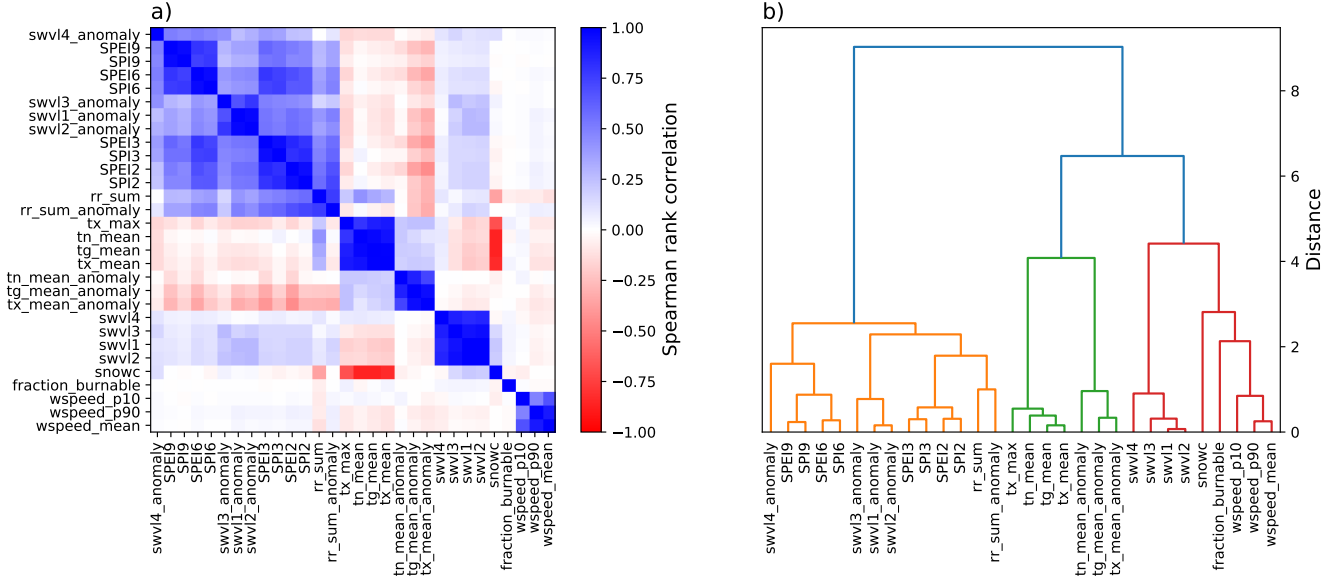 a)
swvl4_anomaly
SPEI9
SPI9
SPEI6
SPI6
swvl3_anomaly
swvl1_anomaly
swvl2_anomaly
SPEI3
SPI3
SPEI2
SPI2
rr_sum
rr_sum_anomaly
tx_max
tn_mean
tg_mean
tx_mean
tn_mean_anomaly
tg_mean_anomaly
tx_mean_anomaly
swvl4
swvl3
swvl1
swvl2
snowc
fraction_burnable
wspeed_p10
wspeed_p90
wspeed_mean
swvl4_anomaly
SPEI9
SPI9
SPEI6
SPI6
swvl3_anomaly
swvl1_anomaly
swvl2_anomaly
SPEI3
SPI3
SPEI2
SPI2
rr_sum
rr_sum_anomaly
tx_max
tn_mean
tg_mean
tx_mean
tn_mean_anomaly
tg_mean_anomaly
tx_mean_anomaly
swvl4
swvl3
swvl1
swvl2
snowc
fraction_burnable
wspeed_p10
wspeed_p90
wspeed_mean
1.00
0.75
0.50
0.25
0.00
−0.25
−0.50
−0.75
−1.00
Spearman rank correlation
b)
8
6
4
2
0
Distance
swvl4_anomaly
SPEI9
SPI9
SPEI6
SPI6
swvl3_anomaly
swvl1_anomaly
swvl2_anomaly
SPEI3
SPI3
SPEI2
SPI2
rr_sum
rr_sum_anomaly
tx_max
tn_mean
tg_mean
tx_mean
tn_mean_anomaly
tg_mean_anomaly
tx_mean_anomaly
swvl4
swvl3
swvl1
swvl2
snowc
fraction_burnable
wspeed_p10
wspeed_p90
wspeed_mean